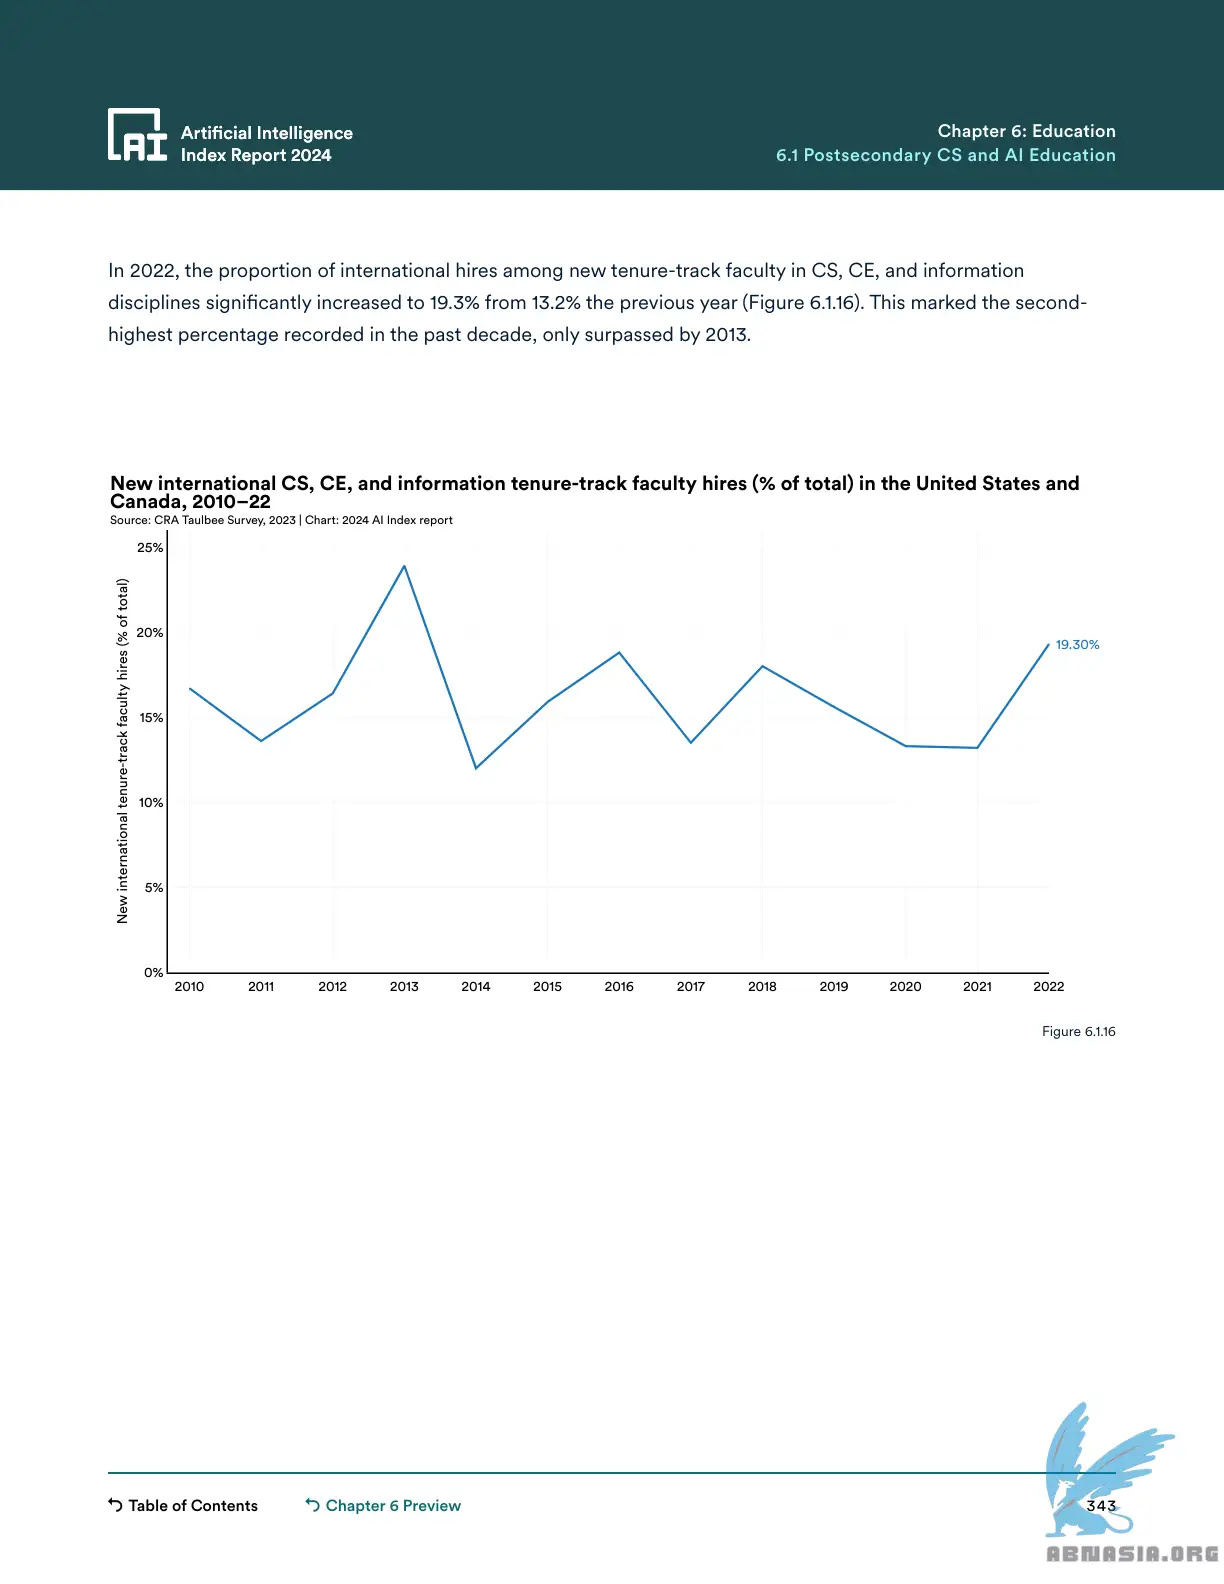 Artificial Intelligence
Index Report 2024
Chapter 6: Education
6.1 Postsecondary CS and AI Education
In 2022, the proportion of international hires among new tenure-track faculty in CS, CE, and information
disciplines significantly increased to 19.3% from 13.2% the previous year (Figure 6.1.16). This marked the second-
highest percentage recorded in the past decade, only surpassed by 2013.
New international CS, CE, and information tenure-track faculty hires (% of total) in the United States and
Canada, 2010–22
Source: CRA Taulbee Survey, 2023 | Chart: 2024 AI Index report
New international tenure-track faculty hires (% of total)
25%
20%
15%
10%
5%
0%
19.30%
2010 2011 2012 2013 2014 2015 2016 2017 2018 2019 2020 2021 2022
Figure 6.1.16
Table of Contents
Chapter 6 Preview
343
ABNASIA.ORG